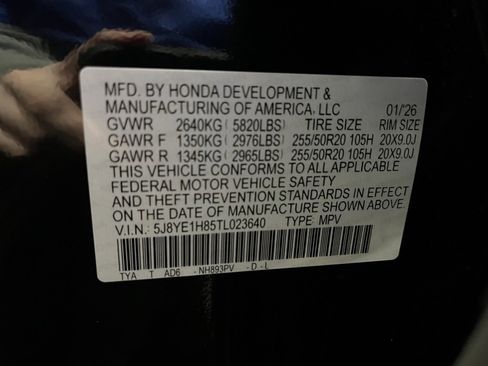 MFD. BY HONDA DEVELOPMENT &
MANUFACTURING OF AMERICA, LLC 01/'26
GVWR 2640KG( 5820LBS) TIRE SIZE RIM SIZE
GAWR F 1350KG( 2976LBS) 255/50R20 105H 20X9.0J
GAWR R 1345KG( 2965LBS) 255/50R20 105H 20X9.0J
THIS VEHICLE CONFORMS TO ALL APPLICABLE
FEDERAL MOTOR VEHICLE SAFETY
AND THEFT PREVENTION STANDARDS IN EFFECT
ON THE DATE OF MANUFACTURE SHOWN ABOVE.
V.I.N.: 5J8YE1H85TL023640 TYPE: MPV
TYA T AD6 -NH893PV -D-L